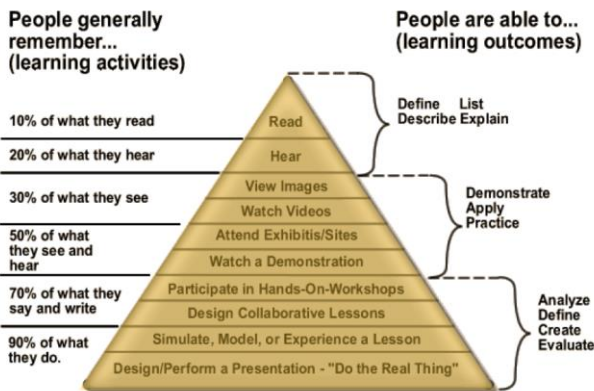 People generally
remember...
(learning activities)
People are able to...
(learning outcomes)
10% of what they read
Read
Define List
Describe Explain
20% of what they hear
Hear
30% of what they see
View Images
Watch Videos
Demonstrate
Apply
Practice
50% of what
they see and
hear
Attend Exhibitis/Sites
Watch a Demonstration
70% of what they
say and write
Participate in Hands-On-Workshops
Design Collaborative Lessons
Analyze
Define
Create
Evaluate
90% of what
they do.
Simulate, Model, or Experience a Lesson
Design/Perform a Presentation - "Do the Real Thing"